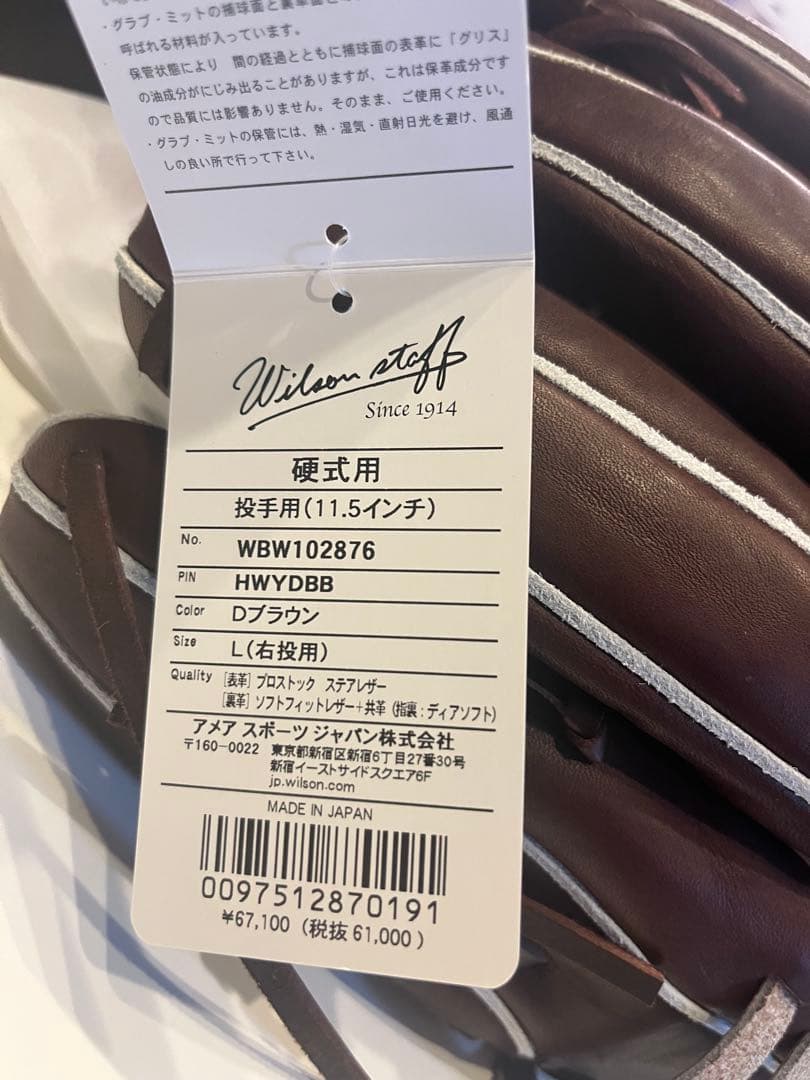 ・グラブ・ミットの捕球面と裏革面
呼ばれる材料が入っています。
保管状態により 間の経過とともに捕球面の表革に「グリス」
の油成分がにじみ出ることがありますが、これは保革成分です
ので品質には影響ありません。そのまま、ご使用ください。
・グラブ・ミットの保管には、熱・湿気・直射日光を避け、風通
しの良い所で行って下さい。
Wilson staff
Since 1914
硬式用
投手用(11.5インチ)
No. WBW102876
PIN HWYDBB
Color Dブラウン
Size L(右投用)
Quality [表革] プロストック ステアレザー
[裏革] ソフトフィットレザー+共革 (指裏:ディアソフト)
アメア スポーツ ジャパン株式会社
〒160-0022 東京都新宿区新宿6丁目27番30号
新宿イーストサイドスクエア6F
jp.wilson.com
MADE IN JAPAN
0097512870191
¥67,100 (税抜 61,000)